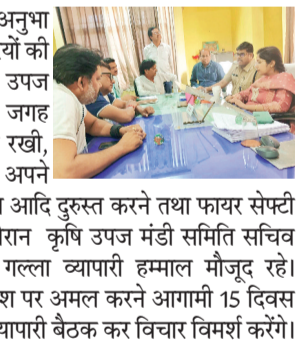 अनुभा
यों की
उपज
जगह
रखी,
अपने
आदि दुरुस्त करने तथा फायर सेफ्टी
रान कृषि उपज मंडी समिति सचिव
गल्ला व्यापारी हम्माल मौजूद रहे।
श पर अमल करने आगामी 15 दिवस
यापारी बैठक कर विचार विमर्श करेंगे।